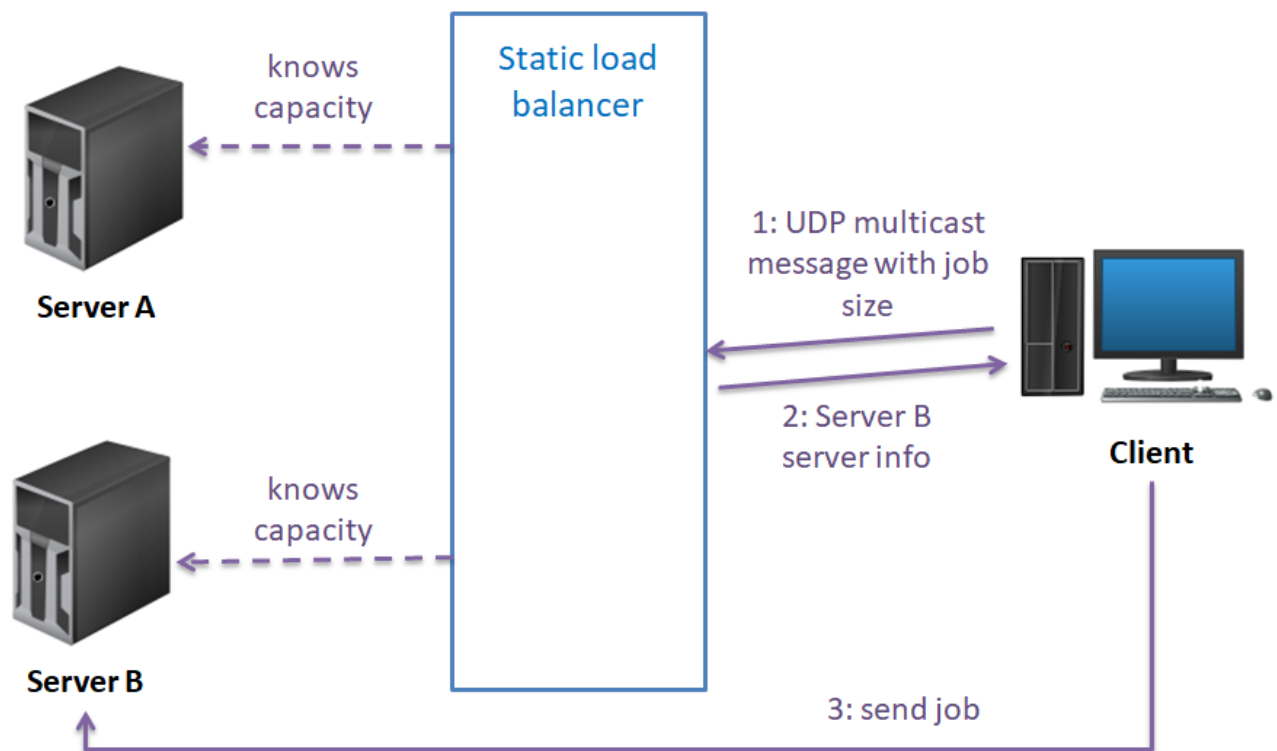 Static load
balancer
knows
capacity
Server A
1: UDP multicast
message with job
size
2: Server B
server info
Client
knows
capacity
Server B
3: send job